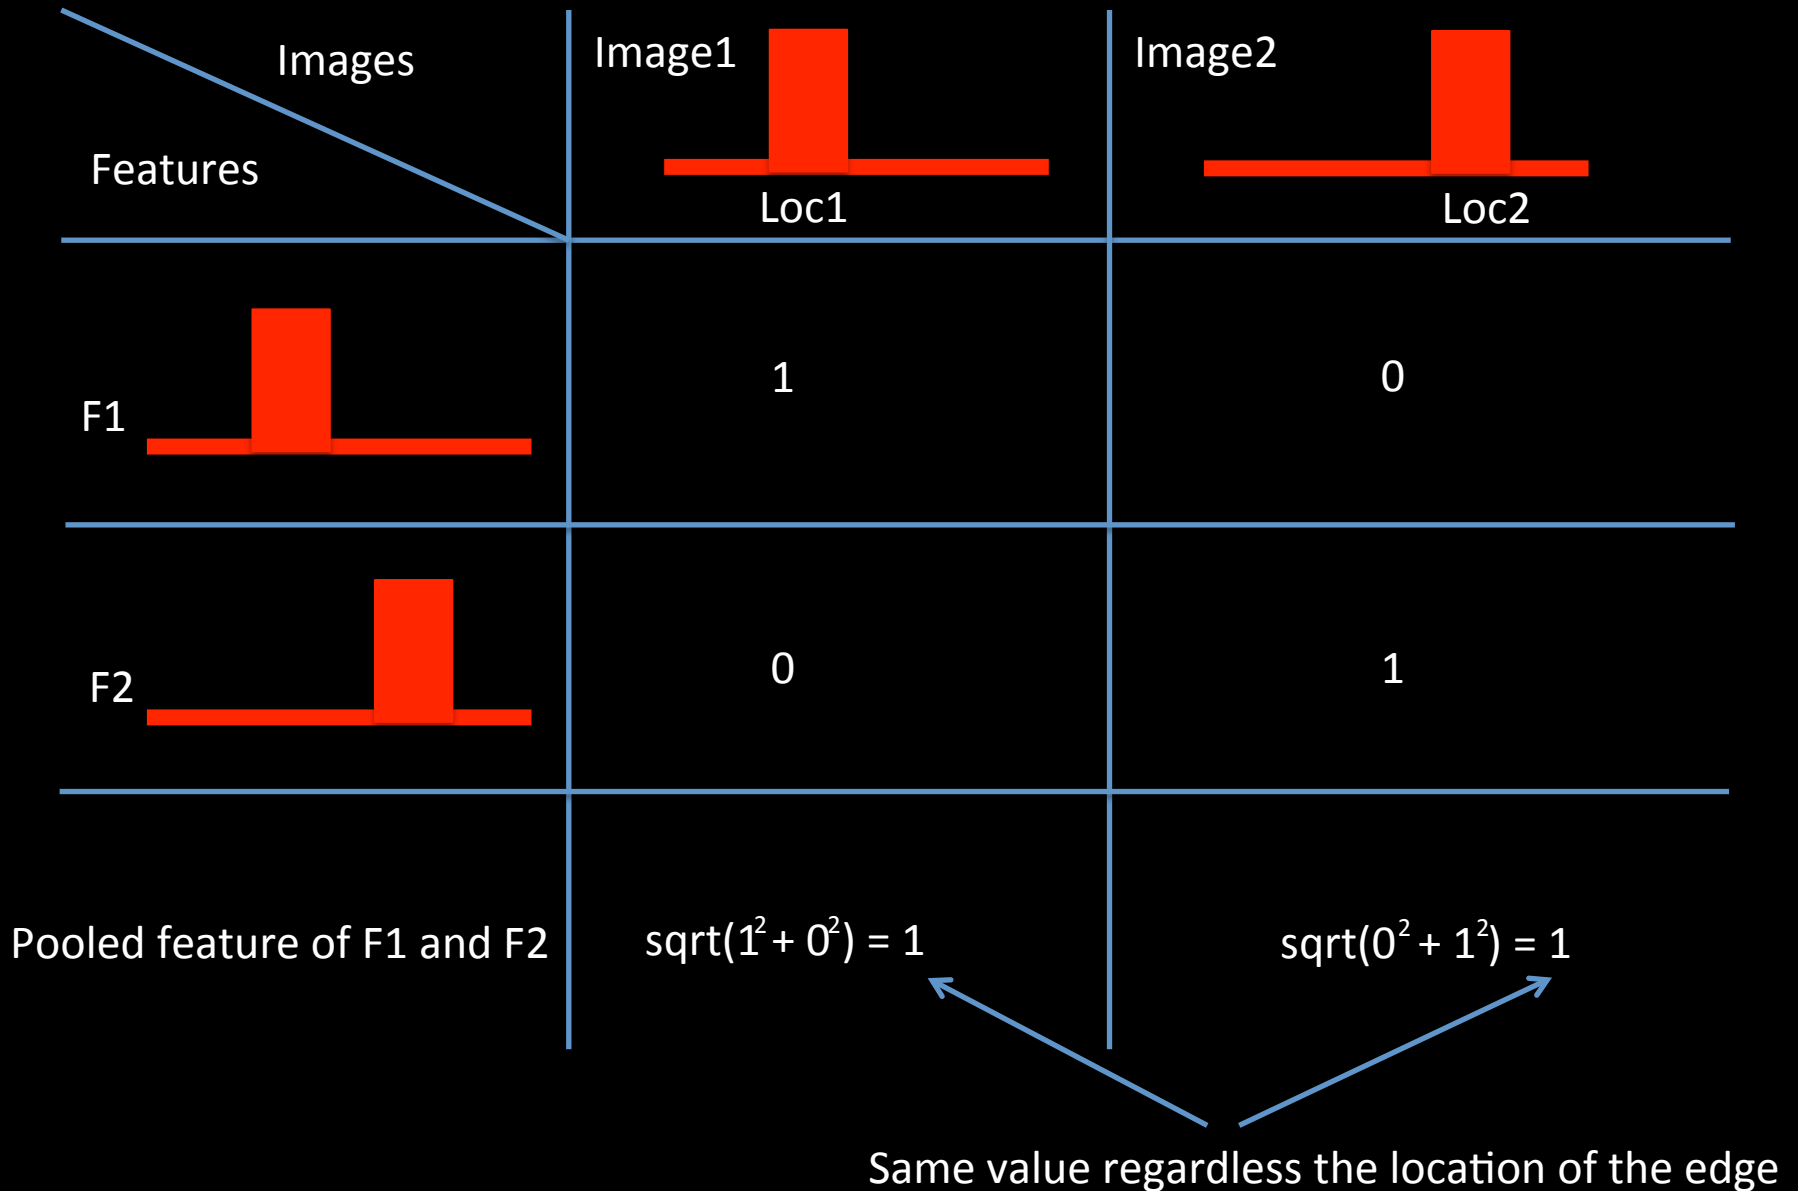 Images
Features
Image1
Loc1
Image2
Loc2
F1
1
0
F2
0
1
Pooled feature of F1 and F2
sqrt(1² + 0²) = 1
sqrt(0² + 1²) = 1
Same value regardless the location of the edge